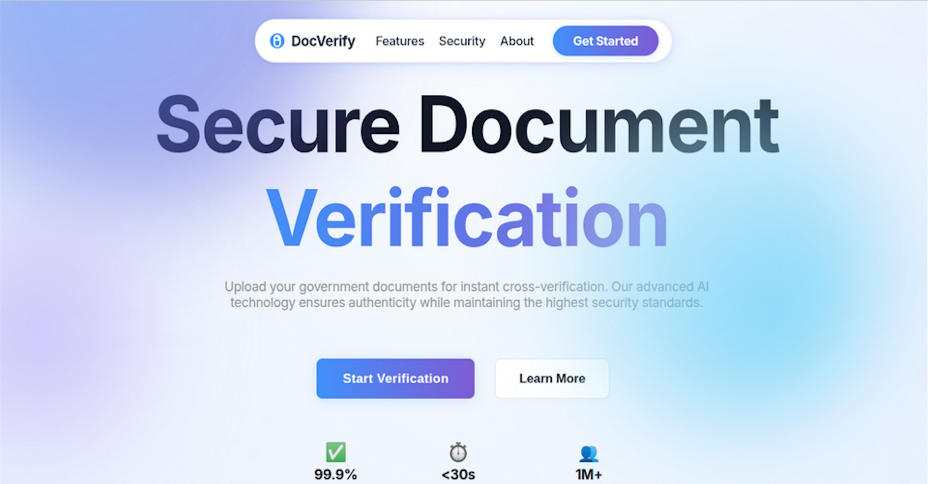 DocVerify Features Security About Get Started
Secure Document
Verification
Upload your government documents for instant cross-verification. Our advanced AI
technology ensures authenticity while maintaining the highest security standards.
Start Verification Learn More
99.9% <30s 1M+